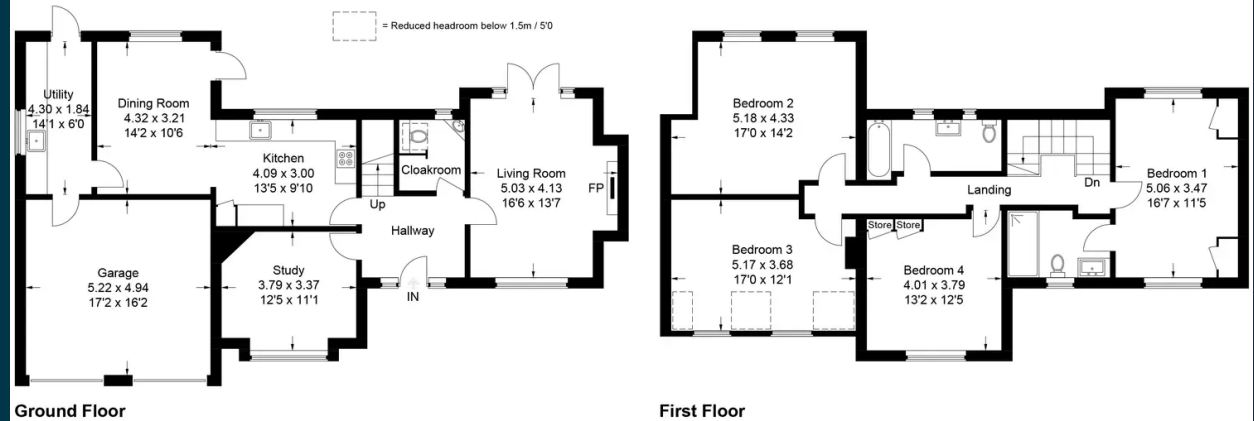 = Reduced headroom below 1.5m / 5'0
Utility
4.30 x 1.84
14'1 x 6'0
Dining Room
4.32 x 3.21
14'2 x 10'6
Kitchen
4.09 x 3.00
13'5 x 9'10
Cloakroom
Living Room
5.03 x 4.13
16'6 x 13'7
FP
Up
Hallway
Garage
5.22 x 4.94
17'2 x 16'2
Study
3.79 x 3.37
12'5 x 11'1
IN
Ground Floor
Bedroom 2
5.18 x 4.33
17'0 x 14'2
Landing
Dn
Bedroom 1
5.06 x 3.47
16'7 x 11'5
Store
Store
Bedroom 3
5.17 x 3.68
17'0 x 12'1
Bedroom 4
4.01 x 3.79
13'2 x 12'5
First Floor